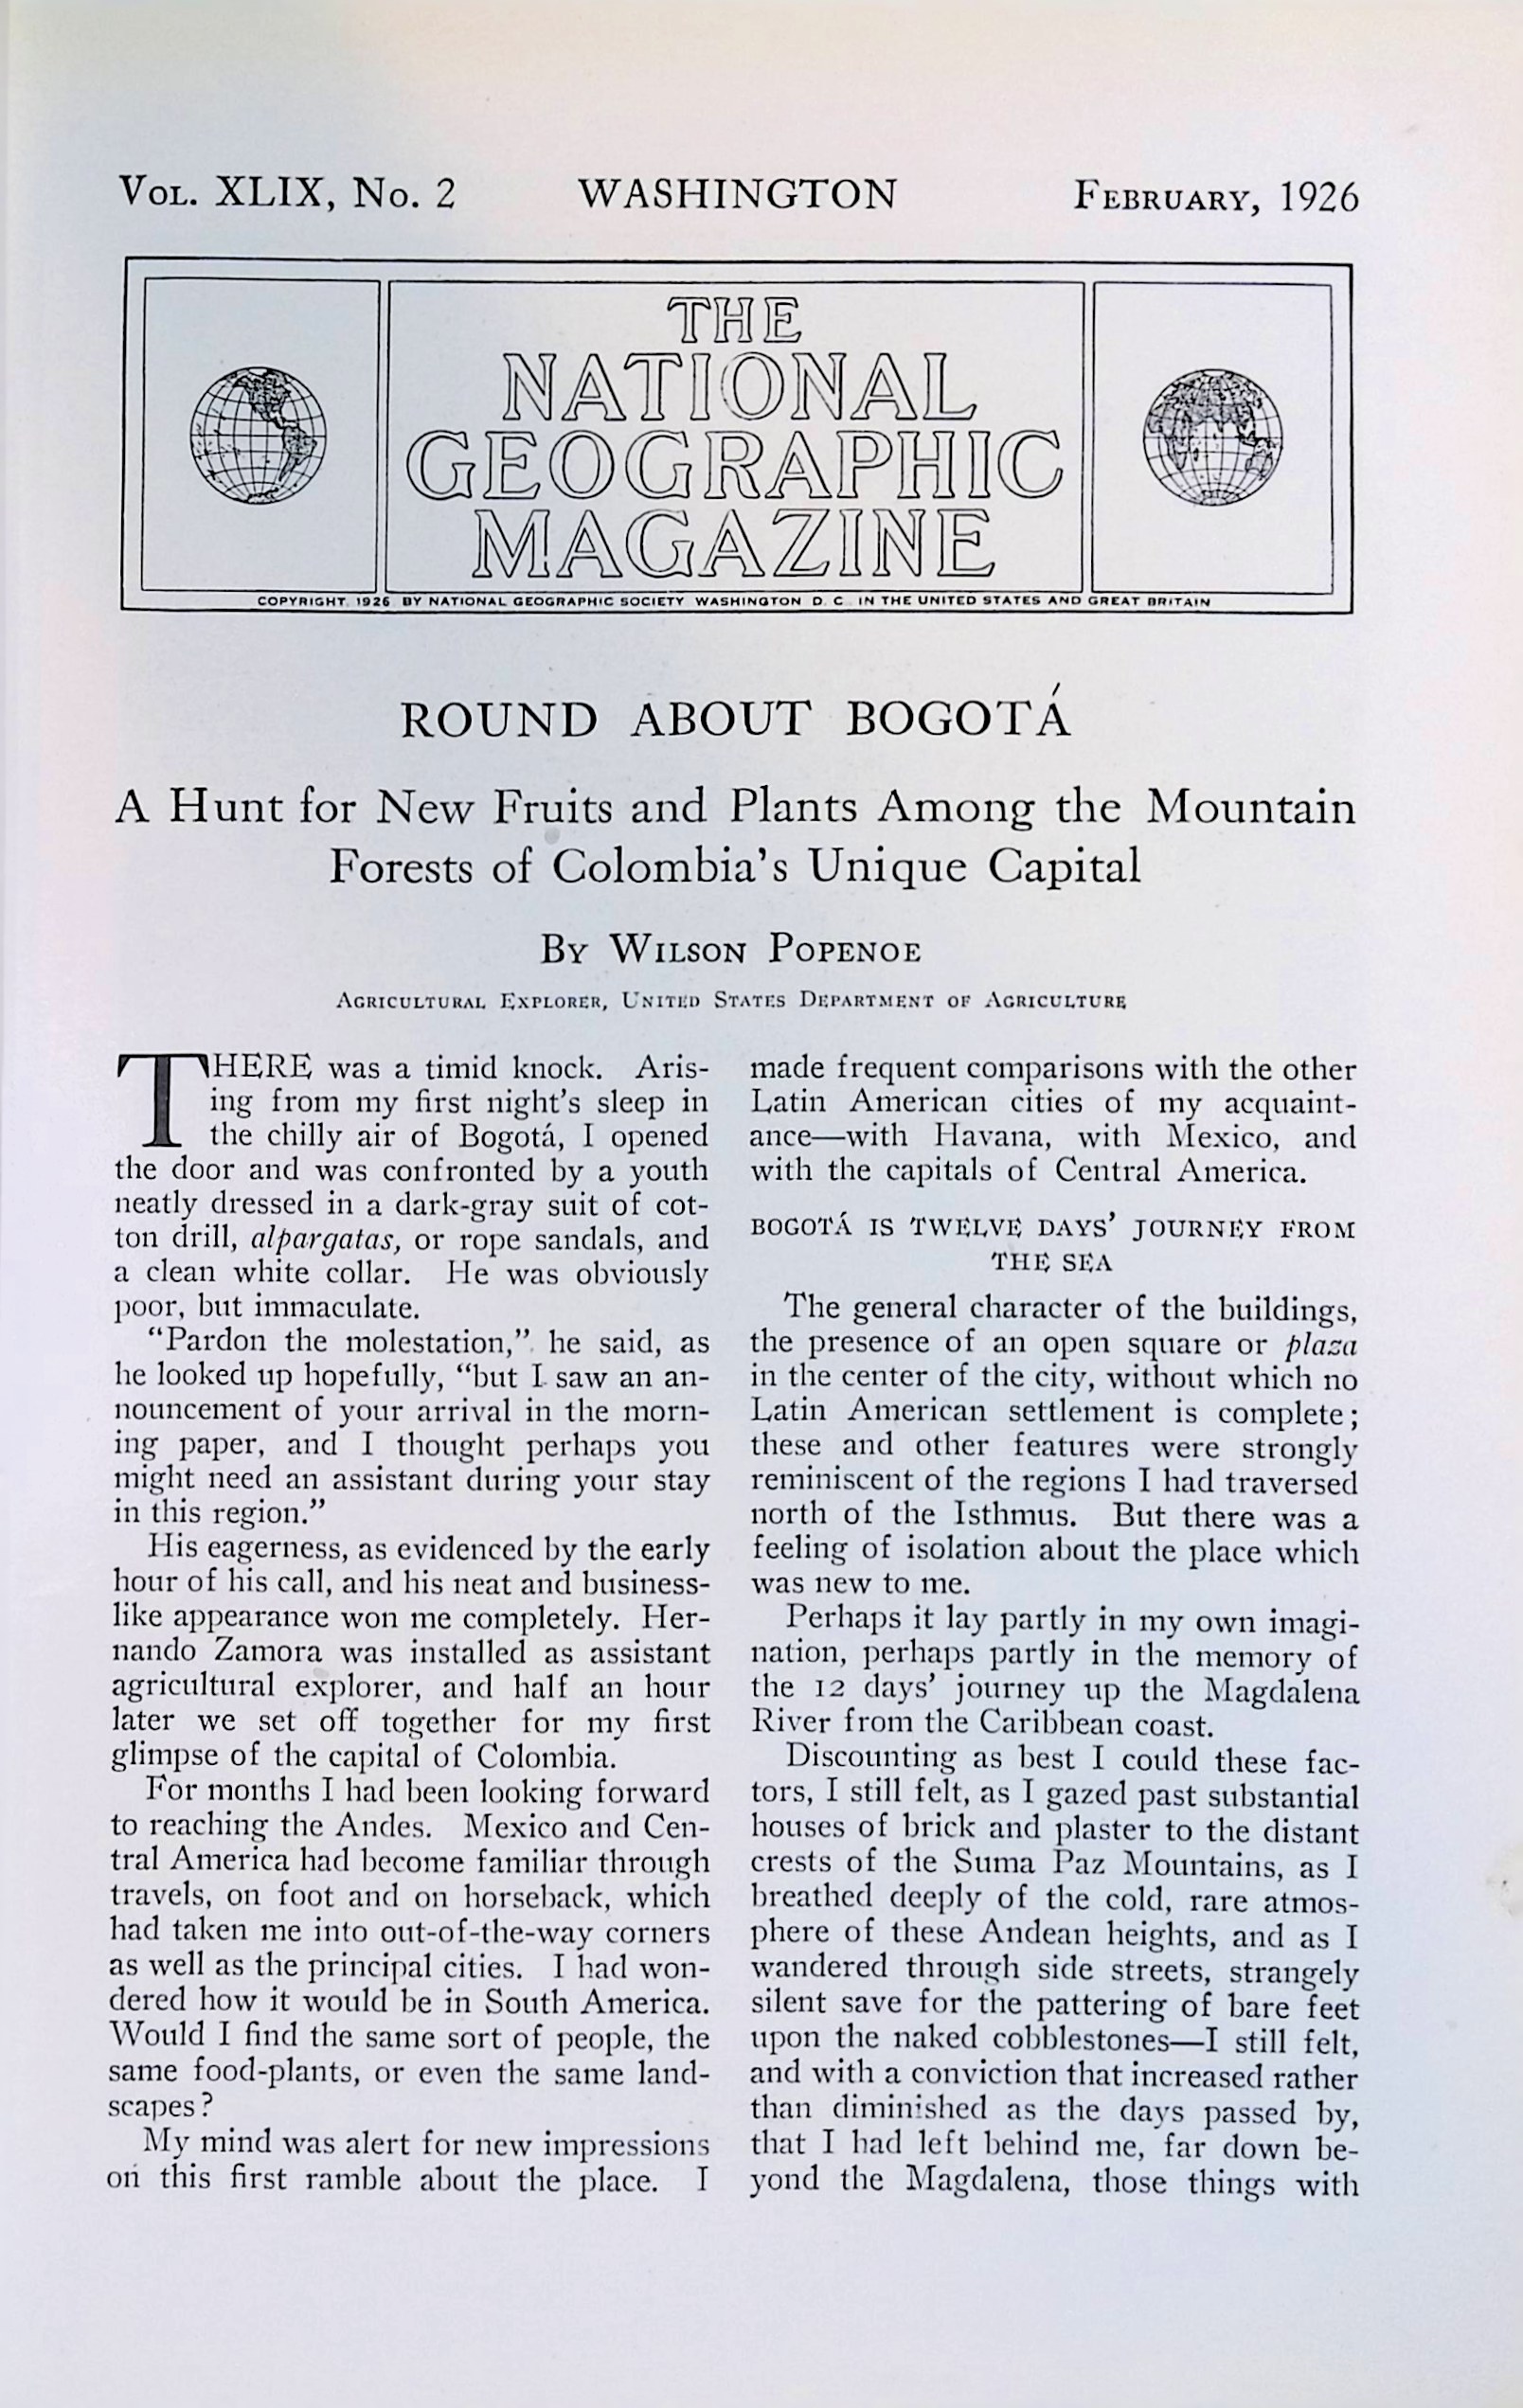 VOL. XLIX, No. 2 WASHINGTON FEBRUARY, 1926
THE
NATIONAL
GEOGRAPHIC
MAGAZINE
COPYRIGHT 1926 BY NATIONAL GEOGRAPHIC SOCIETY WASHINGTON D. C. IN THE UNITED STATES AND GREAT BRITAIN
ROUND ABOUT BOGOTÁ
A Hunt for New Fruits and Plants Among the Mountain
Forests of Colombia's Unique Capital
BY WILSON POPENOE
AGRICULTURAL EXPLORER, UNITED STATES DEPARTMENT OF AGRICULTURE
THERE was a timid knock. Aris-
ing from my first night's sleep in
the chilly air of Bogotá, I opened
the door and was confronted by a youth
neatly dressed in a dark-gray suit of cot-
ton drill, alpargatas, or rope sandals, and
a clean white collar. He was obviously
poor, but immaculate.
"Pardon the molestation," he said, as
he looked up hopefully, "but I saw an an-
nouncement of your arrival in the morn-
ing paper, and I thought perhaps you
might need an assistant during your stay
in this region."
His eagerness, as evidenced by the early
hour of his call, and his neat and business-
like appearance won me completely. Her-
nando Zamora was installed as assistant
agricultural explorer, and half an hour
later we set off together for my first
glimpse of the capital of Colombia.
For months I had been looking forward
to reaching the Andes. Mexico and Cen-
tral America had become familiar through
travels, on foot and on horseback, which
had taken me into out-of-the-way corners
as well as the principal cities. I had won-
dered how it would be in South America.
Would I find the same sort of people, the
same food-plants, or even the same land-
scapes?
My mind was alert for new impressions
on this first ramble about the place. I
made frequent comparisons with the other
Latin American cities of my acquaint-
ance—with Havana, with Mexico, and
with the capitals of Central America.
BOGOTÁ IS TWELVE DAYS' JOURNEY FROM
THE SEA
The general character of the buildings,
the presence of an open square or plaza
in the center of the city, without which no
Latin American settlement is complete;
these and other features were strongly
reminiscent of the regions I had traversed
north of the Isthmus. But there was a
feeling of isolation about the place which
was new to me.
Perhaps it lay partly in my own imagi-
nation, perhaps partly in the memory of
the 12 days' journey up the Magdalena
River from the Caribbean coast.
Discounting as best I could these fac-
tors, I still felt, as I gazed past substantial
houses of brick and plaster to the distant
crests of the Suma Paz Mountains, as I
breathed deeply of the cold, rare atmos-
phere of these Andean heights, and as I
wandered through side streets, strangely
silent save for the pattering of bare feet
upon the naked cobblestones—I still felt,
and with a conviction that increased rather
than diminished as the days passed by,
that I had left behind me, far down be-
yond the Magdalena, those things with